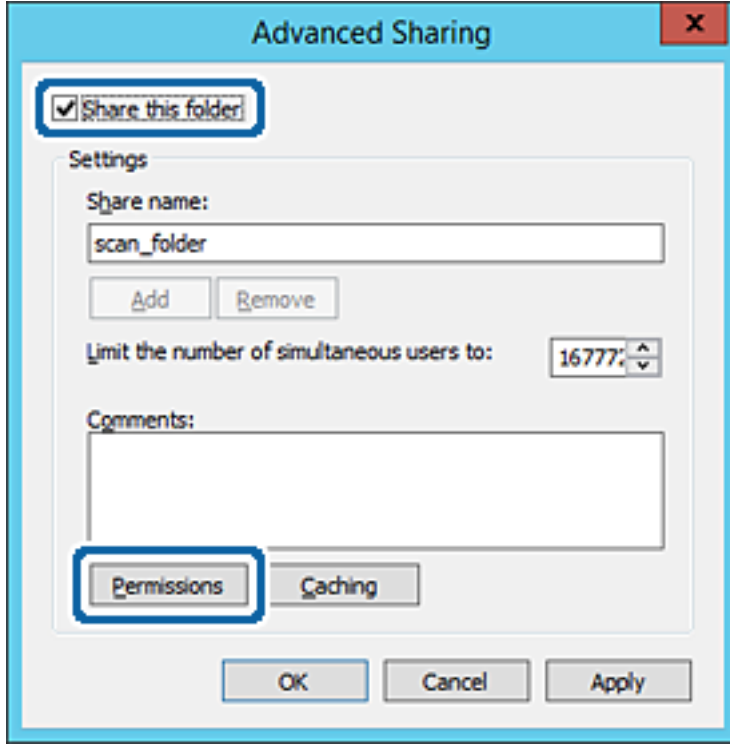 Advanced Sharing
x
Share this folder
Settings
Share name:
scan_folder
Add Remove
Limit the number of simultaneous users to: 16777
Comments:
Permissions Caching
OK Cancel Apply